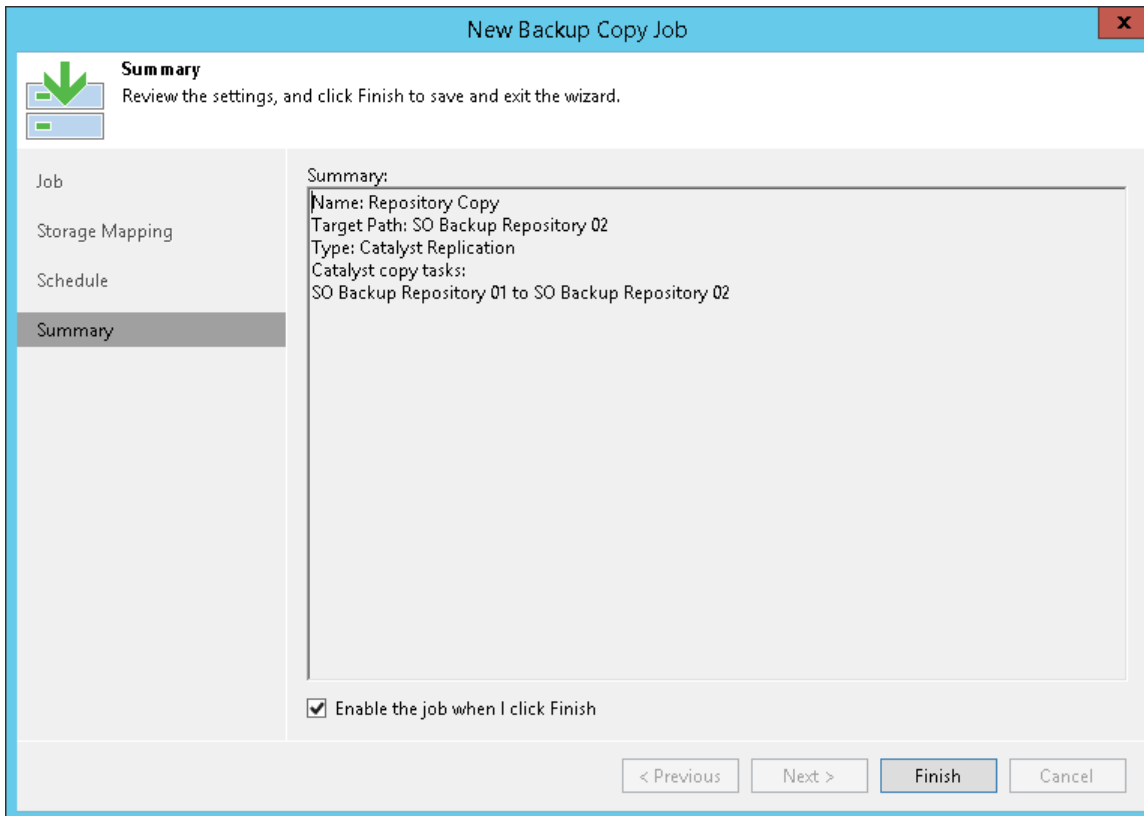 New Backup Copy Job
x
Summary
Review the settings, and click Finish to save and exit the wizard.
Job
Storage Mapping
Schedule
Summary
Summary:
Name: Repository Copy
Target Path: SO Backup Repository 02
Type: Catalyst Replication
Catalyst copy tasks:
SO Backup Repository 01 to SO Backup Repository 02
Enable the job when I click Finish
< Previous
Next >
Finish
Cancel